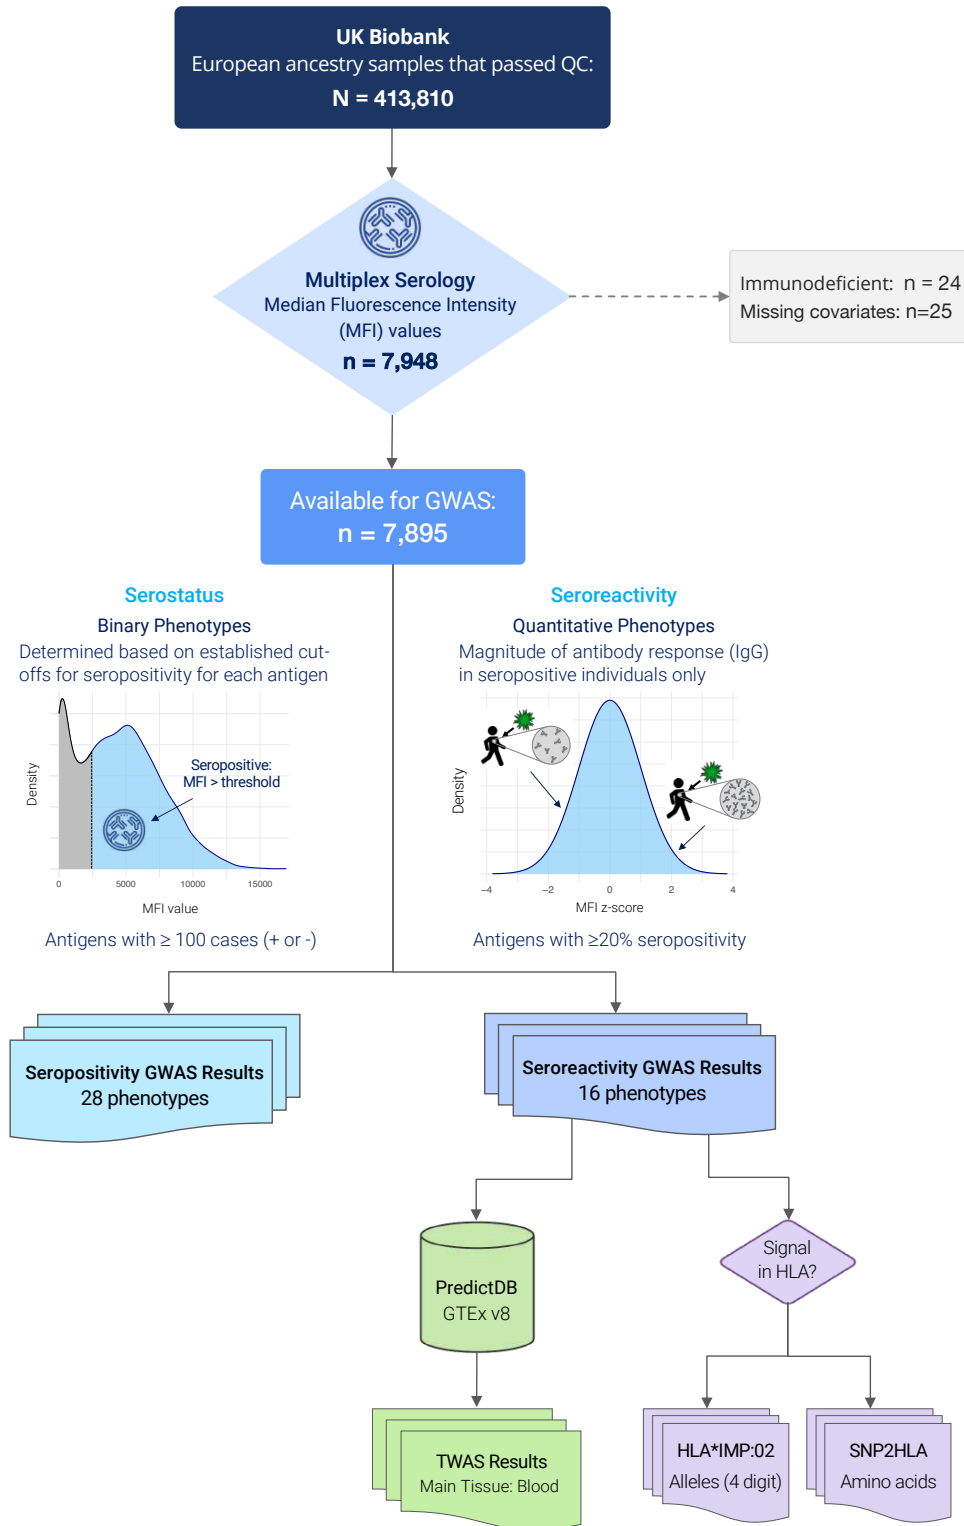 UK Biobank
European ancestry samples that passed QC:
N = 413,810
Multiplex Serology
Median Fluorescence Intensity
(MFI) values
n = 7,948
Immunodeficient: n = 24
Missing covariates: n=25
Available for GWAS:
n = 7,895
Serostatus
Binary Phenotypes
Determined based on established cut-
offs for seropositivity for each antigen
Density
Seropositive:
MFI > threshold
0 5000 10000 15000
MFI value
Antigens with ≥ 100 cases (+ or -)
Seroreactivity
Quantitative Phenotypes
Magnitude of antibody response (IgG)
in seropositive individuals only
Density
−4 −2 0 2 4
MFI z-score
Antigens with ≥20% seropositivity
Seropositivity GWAS Results
28 phenotypes
Seroreactivity GWAS Results
16 phenotypes
PredictDB
GTEx v8
Signal
in HLA?
TWAS Results
Main Tissue: Blood
HLA*IMP:02
Alleles (4 digit)
SNP2HLA
Amino acids